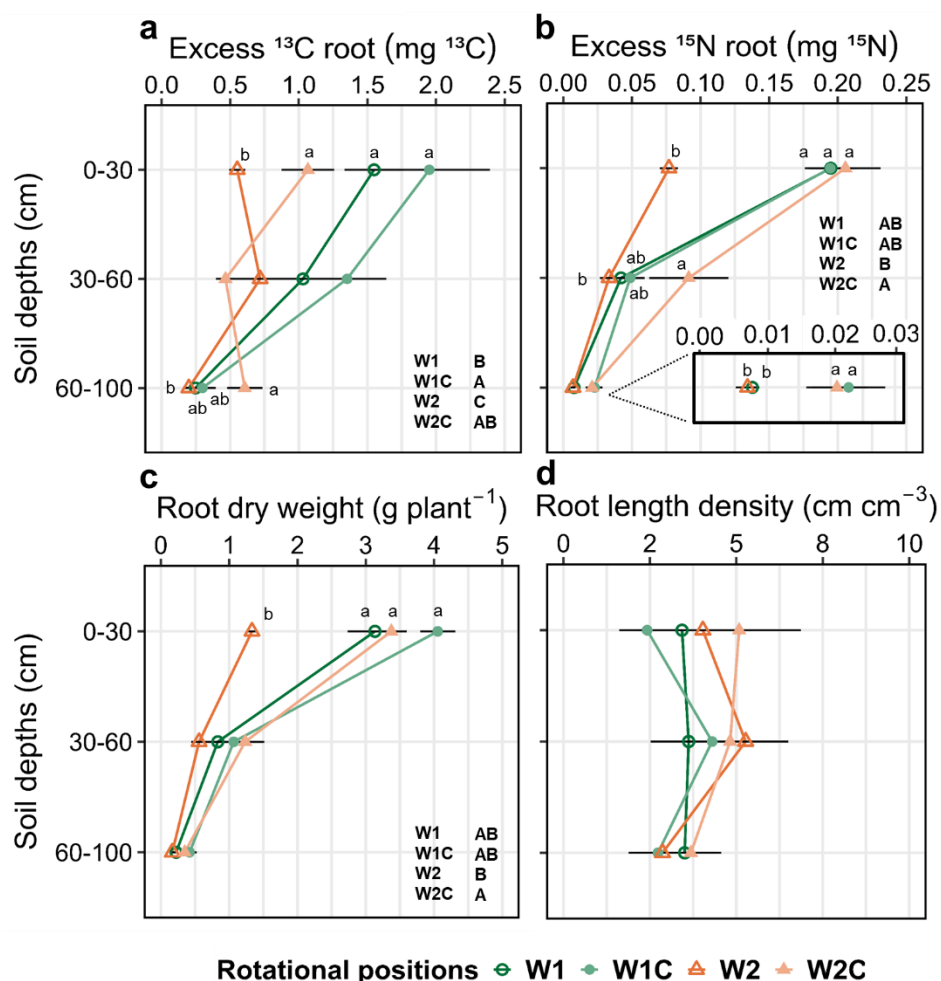 a
Excess ¹³C root (mg ¹³C)
0.0 0.5 1.0 1.5 2.0 2.5
b
Excess ¹⁵N root (mg ¹⁵N)
0.00 0.05 0.10 0.15 0.20 0.25
Soil depths (cm)
0-30
30-60
60-100
b a a a
b ab ab a
W1 B
W1C A
W2 C
W2C AB
b a a a
b ab ab a
W1 AB
W1C AB
W2 B
W2C A
0.00 0.01 0.02 0.03
b b a a
c
Root dry weight (g plant⁻¹)
0 1 2 3 4 5
d
Root length density (cm cm⁻³)
0 2 5 8 10
Soil depths (cm)
0-30
30-60
60-100
b a a a
W1 AB
W1C AB
W2 B
W2C A
Rotational positions W1 W1C W2 W2C